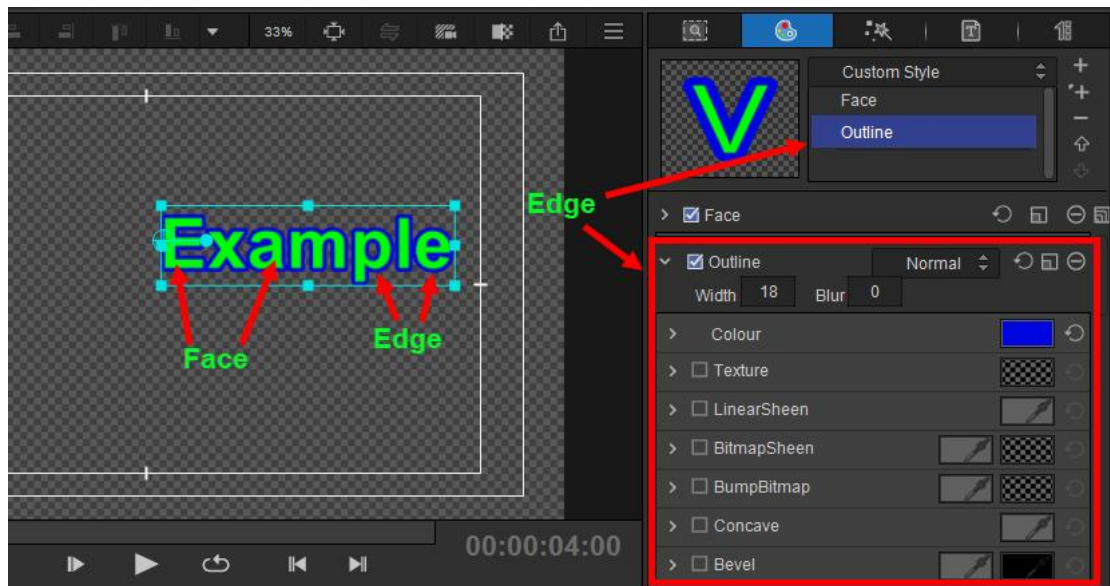 33%
Custom Style
Face
V
Outline
Edge
Face
Example
Outline
Normal
Width 18 Blur 0
Edge
Colour
Face
Texture
LinearSheen
BitmapSheen
BumpBitmap
Concave
00:00:04:00
Bevel